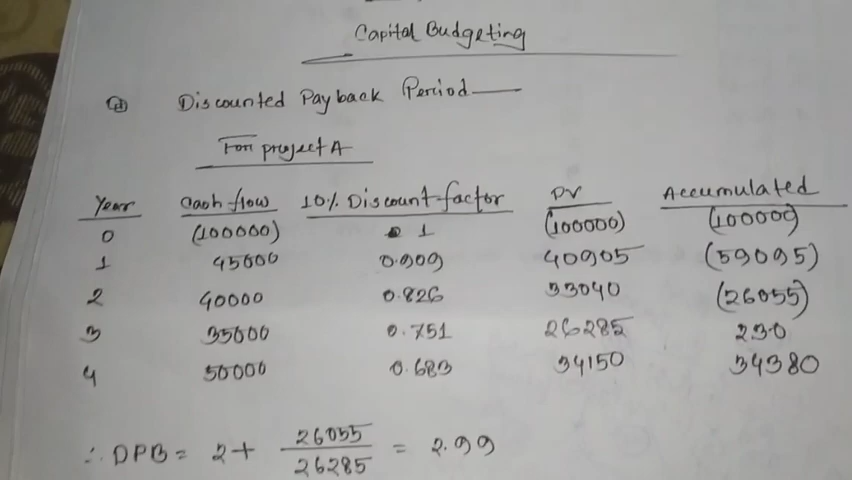 Capital Budgeting
Discounted Payback Period —
For project A
Year Cash flow 10% Discount factor PV Accumulated
0 (100000) 1 (100000) (100000)
1 45000 0.909 40905 (59095)
2 40000 0.826 33040 (26055)
3 35000 0.751 26285 230
4 50000 0.683 34150 34380
∴ DPB = 2 + 26055 / 26285 = 2.99